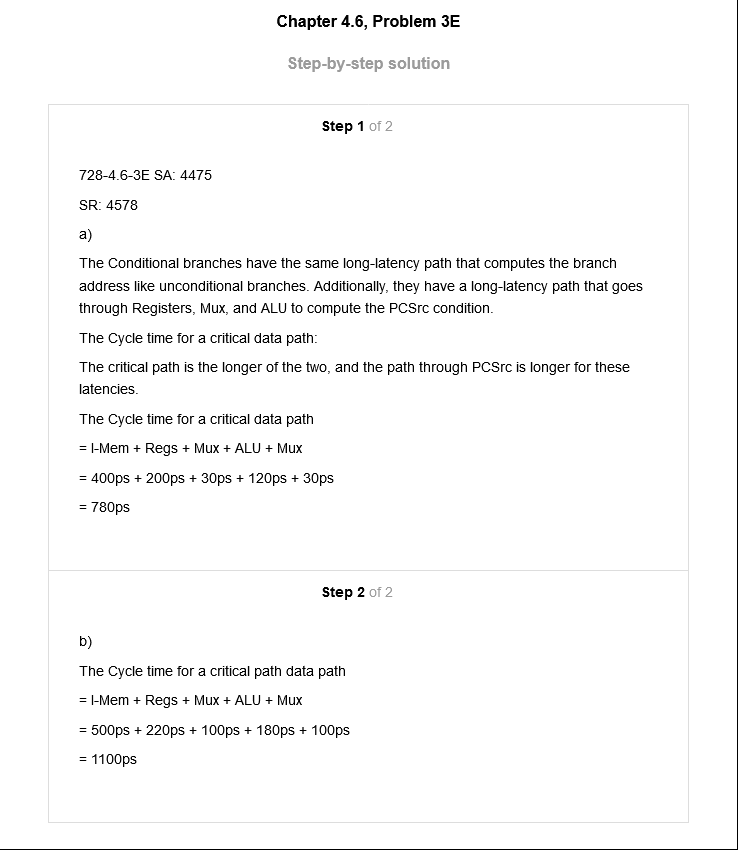 Chapter 4.6, Problem 3E
Step-by-step solution
Step 1 of 2
728-4.6-3E SA: 4475
SR: 4578
a)
The Conditional branches have the same long-latency path that computes the branch
address like unconditional branches. Additionally, they have a long-latency path that goes
through Registers, Mux, and ALU to compute the PCSrc condition.
The Cycle time for a critical data path:
The critical path is the longer of the two, and the path through PCSrc is longer for these
latencies.
The Cycle time for a critical data path
= I-Mem + Regs + Mux + ALU + Mux
= 400ps + 200ps + 30ps + 120ps + 30ps
= 780ps
Step 2 of 2
b)
The Cycle time for a critical path data path
= I-Mem + Regs + Mux + ALU + Mux
= 500ps + 220ps + 100ps + 180ps + 100ps
= 1100ps